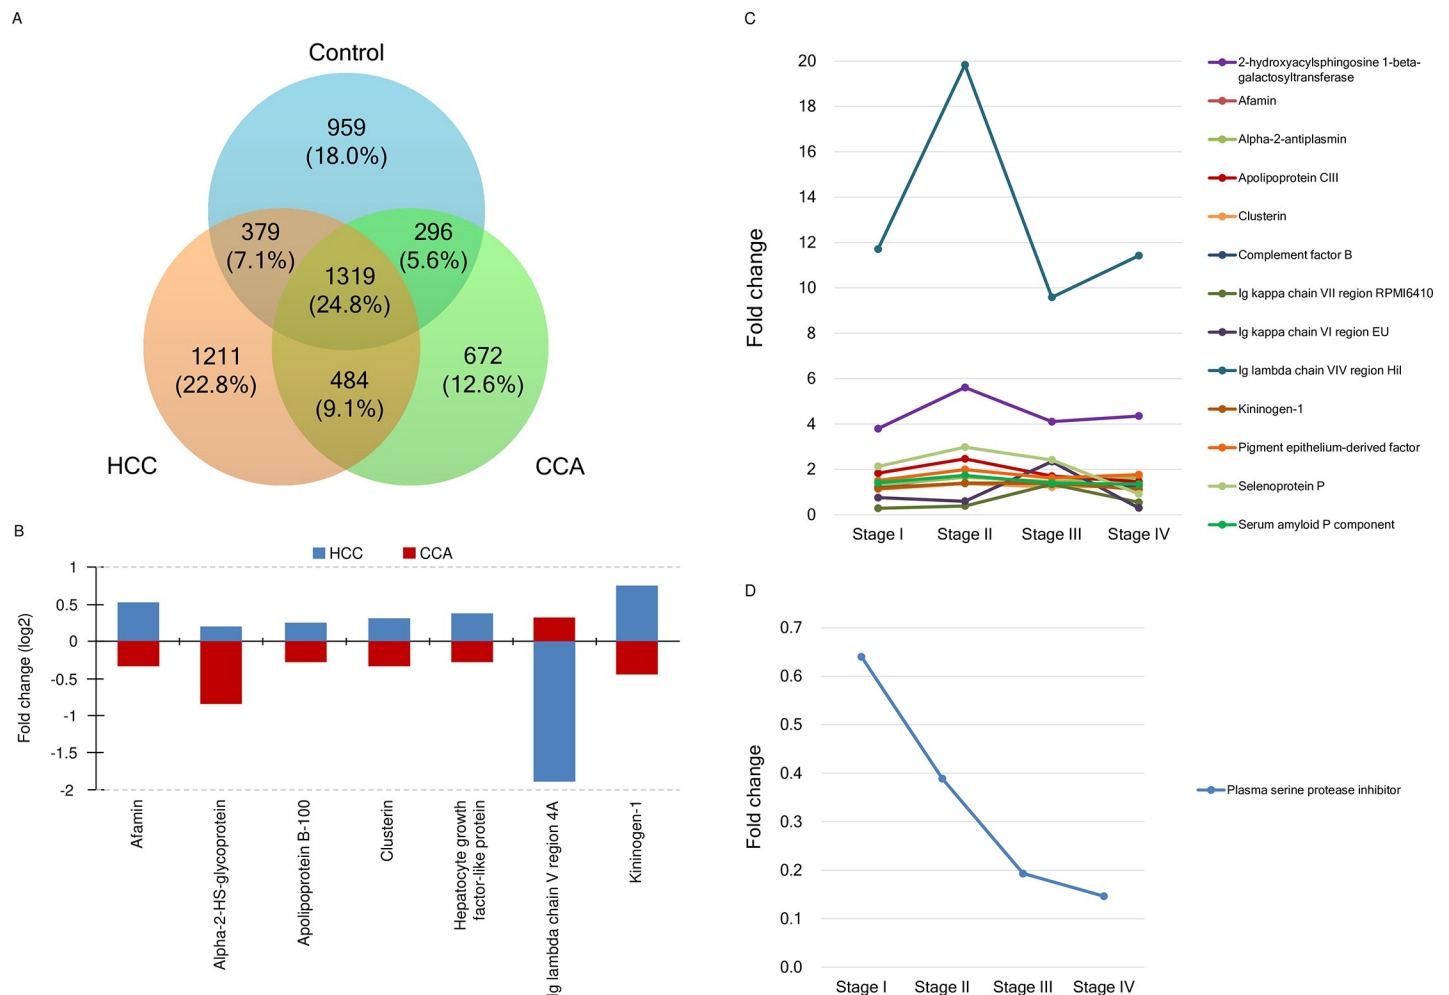 A
Control
959
(18.0%)
379
(7.1%)
296
(5.6%)
1319
(24.8%)
1211
(22.8%)
672
(12.6%)
484
(9.1%)
HCC
CCA
B
HCC
CCA
Fold change (log2)
1
0.5
0
-0.5
-1
-1.5
-2
Afamin
Alpha-2-HS-glycoprotein
Apolipoprotein B-100
Clusterin
Hepatocyte growth
factor-like protein
Ig lambda chain V region 4A
Kininogen-1
C
Fold change
20
18
16
14
12
10
8
6
4
2
0
Stage I
Stage II
Stage III
Stage IV
2-hydroxyacylsphingosine 1-beta-
galactosyltransferase
Afamin
Alpha-2-antiplasmin
Apolipoprotein CIII
Clusterin
Complement factor B
Ig kappa chain VII region RPMI6410
Ig kappa chain VI region EU
Ig lambda chain VIV region Hil
Kininogen-1
Pigment epithelium-derived factor
Selenoprotein P
Serum amyloid P component
D
Fold change
0.7
0.6
0.5
0.4
0.3
0.2
0.1
0.0
Stage I
Stage II
Stage III
Stage IV
Plasma serine protease inhibitor